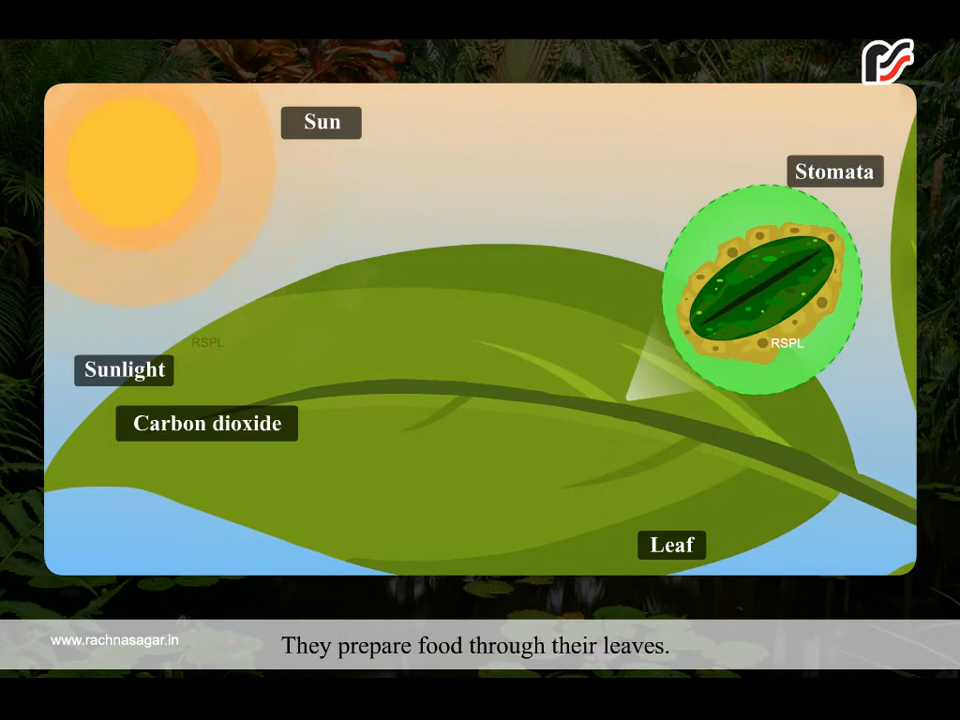 Sun
Stomata
RSPL
RSPL
Sunlight
Carbon dioxide
Leaf
www.rachnasagar.in
They prepare food through their leaves.